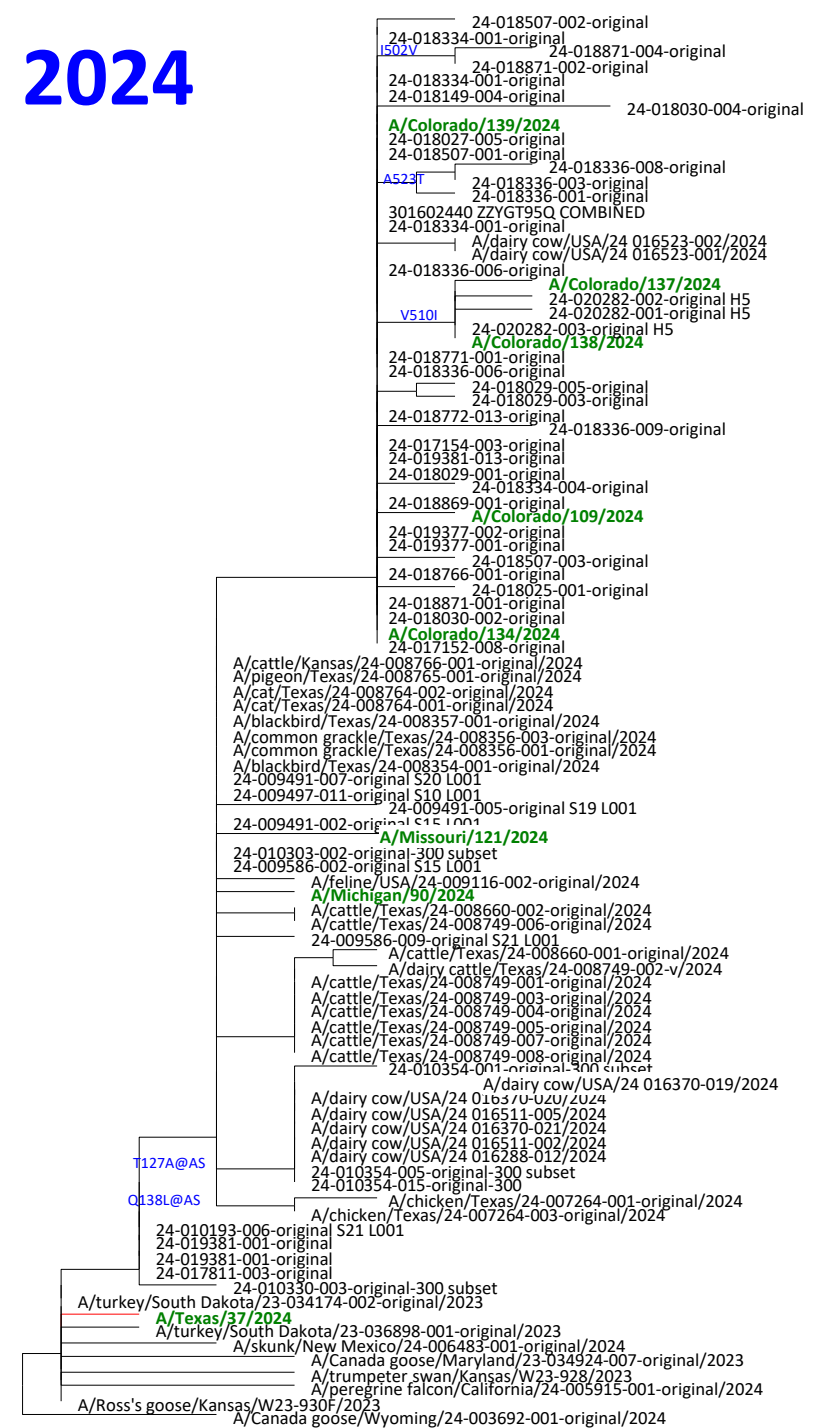 2024
24-018507-002-original
24-018334-001-original
I502V
24-018871-004-original
24-018871-002-original
24-018334-001-original
24-018149-004-original
24-018030-004-original
A/Colorado/139/2024
24-018027-005-original
24-018507-001-original
24-018336-008-original
A523T
24-018336-003-original
24-018336-001-original
301602440 ZZYGT95Q COMBINED
24-018334-001-original
A/dairy cow/USA/24 016523-002/2024
A/dairy cow/USA/24 016523-001/2024
24-018336-006-original
A/Colorado/137/2024
24-020282-002-original H5
24-020282-001-original H5
V510I
24-020282-003-original H5
A/Colorado/138/2024
24-018771-001-original
24-018336-006-original
24-018029-005-original
24-018029-003-original
24-018772-013-original
24-018336-009-original
24-017154-003-original
24-019381-013-original
24-018029-001-original
24-018334-004-original
24-018869-001-original
A/Colorado/109/2024
24-019377-002-original
24-019377-001-original
24-018507-003-original
24-018766-001-original
24-018025-001-original
24-018871-001-original
24-018030-002-original
A/Colorado/134/2024
24-017152-008-original
A/cattle/Kansas/24-008766-001-original/2024
A/pigeon/Texas/24-008765-001-original/2024
A/cat/Texas/24-008764-002-original/2024
A/cat/Texas/24-008764-001-original/2024
A/blackbird/Texas/24-008357-001-original/2024
A/common grackle/Texas/24-008356-003-original/2024
A/common grackle/Texas/24-008356-001-original/2024
A/blackbird/Texas/24-008354-001-original/2024
24-009491-007-original S20 L001
24-009497-011-original S10 L001
24-009491-005-original S19 L001
24-009491-002-original S15 L001
A/Missouri/121/2024
24-010303-002-original-300 subset
24-009586-002-original S15 L001
A/feline/USA/24-009116-002-original/2024
A/Michigan/90/2024
A/cattle/Texas/24-008660-002-original/2024
A/cattle/Texas/24-008749-006-original/2024
24-009586-009-original S21 L001
A/cattle/Texas/24-008660-001-original/2024
A/dairy cattle/Texas/24-008749-002-v/2024
A/cattle/Texas/24-008749-001-original/2024
A/cattle/Texas/24-008749-003-original/2024
A/cattle/Texas/24-008749-004-original/2024
A/cattle/Texas/24-008749-005-original/2024
A/cattle/Texas/24-008749-007-original/2024
A/cattle/Texas/24-008749-008-original/2024
24-010354-001-original-300 subset
A/dairy cow/USA/24 016370-019/2024
A/dairy cow/USA/24 016370-020/2024
A/dairy cow/USA/24 016511-005/2024
A/dairy cow/USA/24 016370-021/2024
A/dairy cow/USA/24 016511-002/2024
A/dairy cow/USA/24 016288-012/2024
T127A@AS
24-010354-005-original-300 subset
24-010354-015-original-300
Q138L@AS
A/chicken/Texas/24-007264-001-original/2024
A/chicken/Texas/24-007264-003-original/2024
24-010193-006-original S21 L001
24-019381-001-original
24-019381-001-original
24-017811-003-original
24-010330-003-original-300 subset
A/turkey/South Dakota/23-034174-002-original/2023
A/Texas/37/2024
A/turkey/South Dakota/23-036898-001-original/2023
A/skunk/New Mexico/24-006483-001-original/2024
A/Canada goose/Maryland/23-034924-007-original/2023
A/trumpeter swan/Kansas/W23-928/2023
A/peregrine falcon/California/24-005915-001-original/2024
A/Ross's goose/Kansas/W23-930F/2023
A/Canada goose/Wyoming/24-003692-001-original/2024